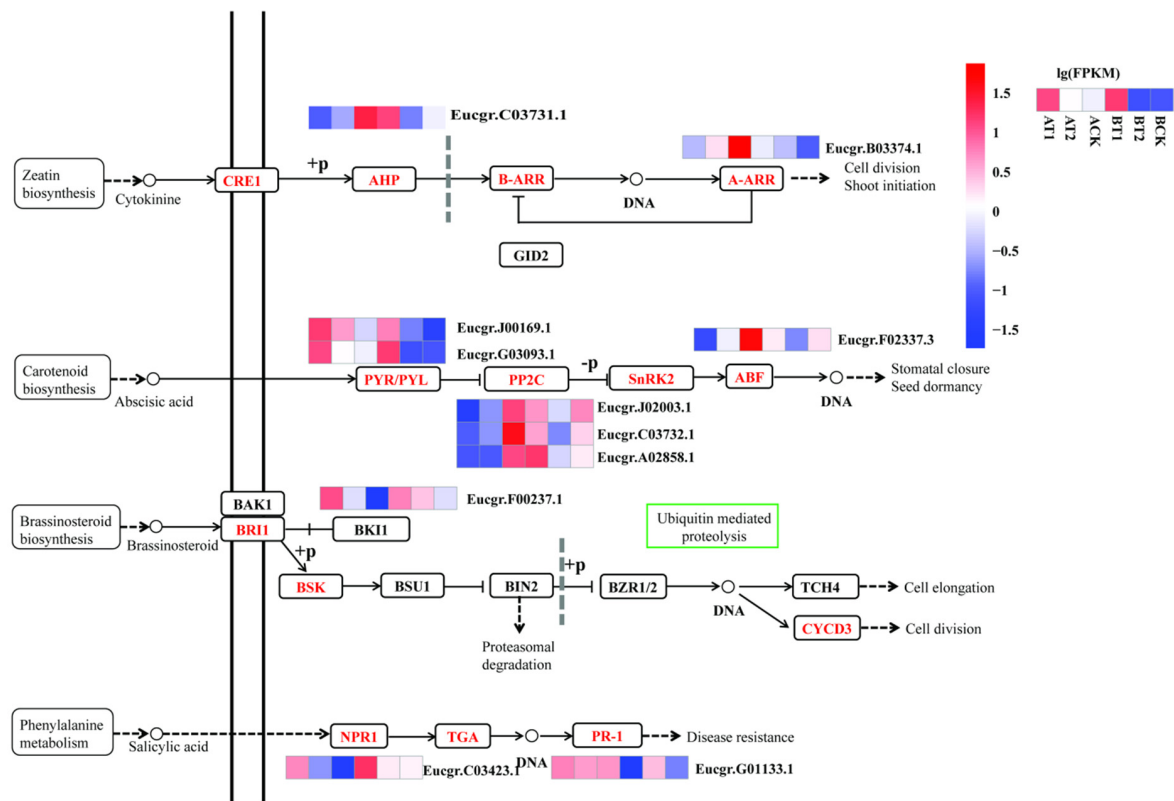 lg(FPKM)
1.5
1
0.5
0
−0.5
−1
−1.5
AT1
AT2
ACK
BT1
BT2
BCK
Eucgr.C03731.1
Eucgr.B03374.1
Zeatin
biosynthesis
Cytokinine
CRE1
+p
AHP
B-ARR
DNA
A-ARR
Cell division
Shoot initiation
GID2
Eucgr.J00169.1
Eucgr.G03093.1
Eucgr.F02337.3
Carotenoid
biosynthesis
Abscisic acid
PYR/PYL
PP2C
-p
SnRK2
ABF
DNA
Stomatal closure
Seed dormancy
Eucgr.J02003.1
Eucgr.C03732.1
Eucgr.A02858.1
Eucgr.F00237.1
Brassinosteroid
biosynthesis
Brassinosteroid
BAK1
BRI1
BKI1
Ubiquitin mediated
proteolysis
+p
BSK
BSU1
BIN2
+p
BZR1/2
DNA
TCH4
Cell elongation
CYCD3
Cell division
Proteasomal
degradation
Phenylalanine
metabolism
Salicylic acid
NPR1
TGA
DNA
PR-1
Disease resistance
Eucgr.C03423.1
Eucgr.G01133.1